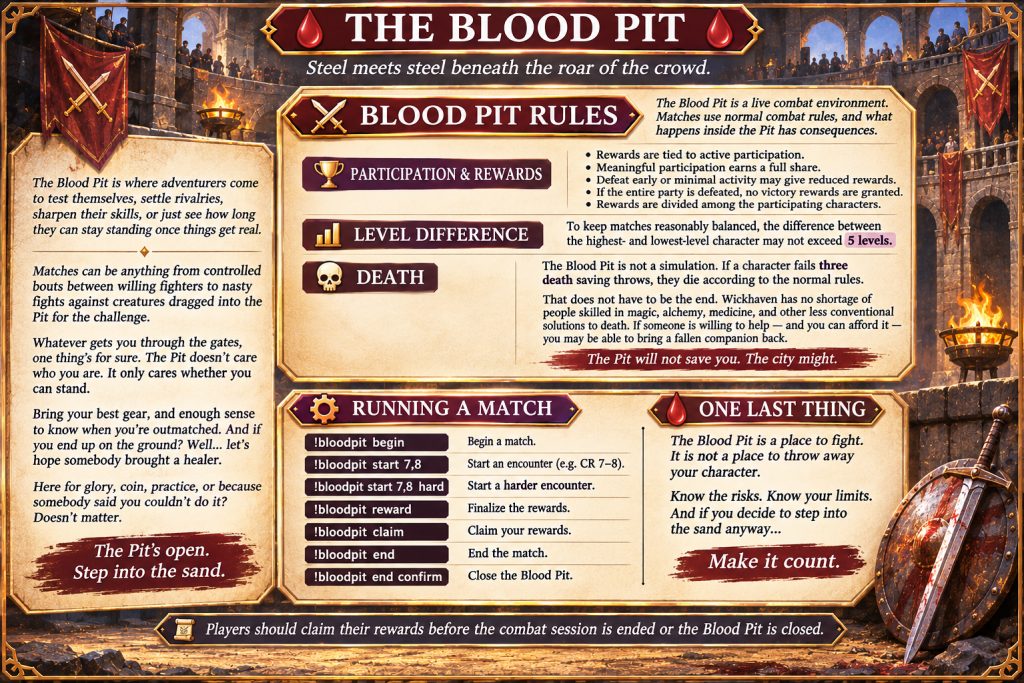 THE BLOOD PIT
Steel meets steel beneath the roar of the crowd.
The Blood Pit is where adventurers come
to test themselves, settle rivalries,
sharpen their skills, or just see how long
they can stay standing once things get real.
Matches can be anything from controlled
bouts between willing fighters to nasty
fights against creatures dragged into the
Pit for the challenge.
Whatever gets you through the gates,
one thing's for sure. The Pit doesn't care
who you are. It only cares whether you
can stand.
Bring your best gear, and enough sense
to know when you're outmatched. And if
you end up on the ground? Well... let's
hope somebody brought a healer.
Here for glory, coin, practice, or because
somebody said you couldn't do it?
Doesn't matter.
The Pit's open.
Step into the sand.
BLOOD PIT RULES
The Blood Pit is a live combat environment.
Matches use normal combat rules, and what
happens inside the Pit has consequences.
PARTICIPATION & REWARDS
• Rewards are tied to active participation.
• Meaningful participation earns a full share.
• Defeat early or minimal activity may give reduced rewards.
• If the entire party is defeated, no victory rewards are granted.
• Rewards are divided among the participating characters.
LEVEL DIFFERENCE
To keep matches reasonably balanced, the difference between
the highest- and lowest-level character may not exceed 5 levels.
DEATH
The Blood Pit is not a simulation. If a character fails three
death saving throws, they die according to the normal rules.
That does not have to be the end. Wickhaven has no shortage of
people skilled in magic, alchemy, medicine, and other less conventional
solutions to death. If someone is willing to help — and you can afford it —
you may be able to bring a fallen companion back.
The Pit will not save you. The city might.
RUNNING A MATCH
!bloodpit begin Begin a match.
!bloodpit start 7,8 Start an encounter (e.g. CR 7–8).
!bloodpit start 7,8 hard Start a harder encounter.
!bloodpit reward Finalize the rewards.
!bloodpit claim Claim your rewards.
!bloodpit end End the match.
!bloodpit end confirm Close the Blood Pit.
ONE LAST THING
The Blood Pit is a place to fight.
It is not a place to throw away
your character.
Know the risks. Know your limits.
And if you decide to step into
the sand anyway...
Make it count.
Players should claim their rewards before the combat session is ended or the Blood Pit is closed.